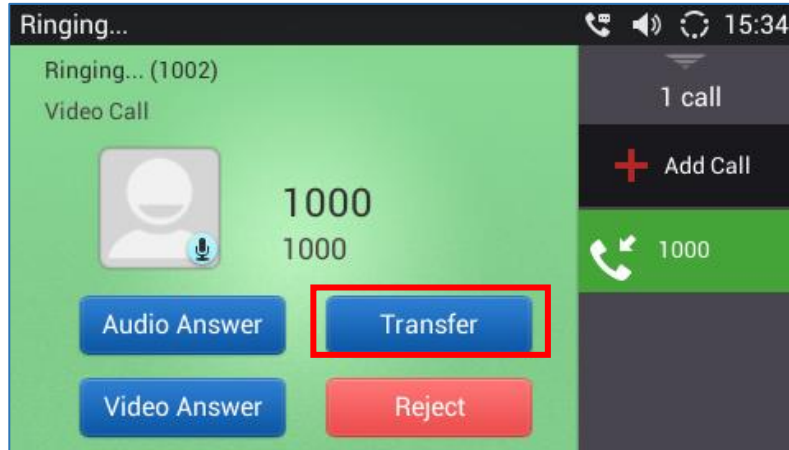 Ringing... 15:34
Ringing... (1002)
Video Call
1000
1000
Audio Answer Transfer
Video Answer Reject
1 call
Add Call
1000